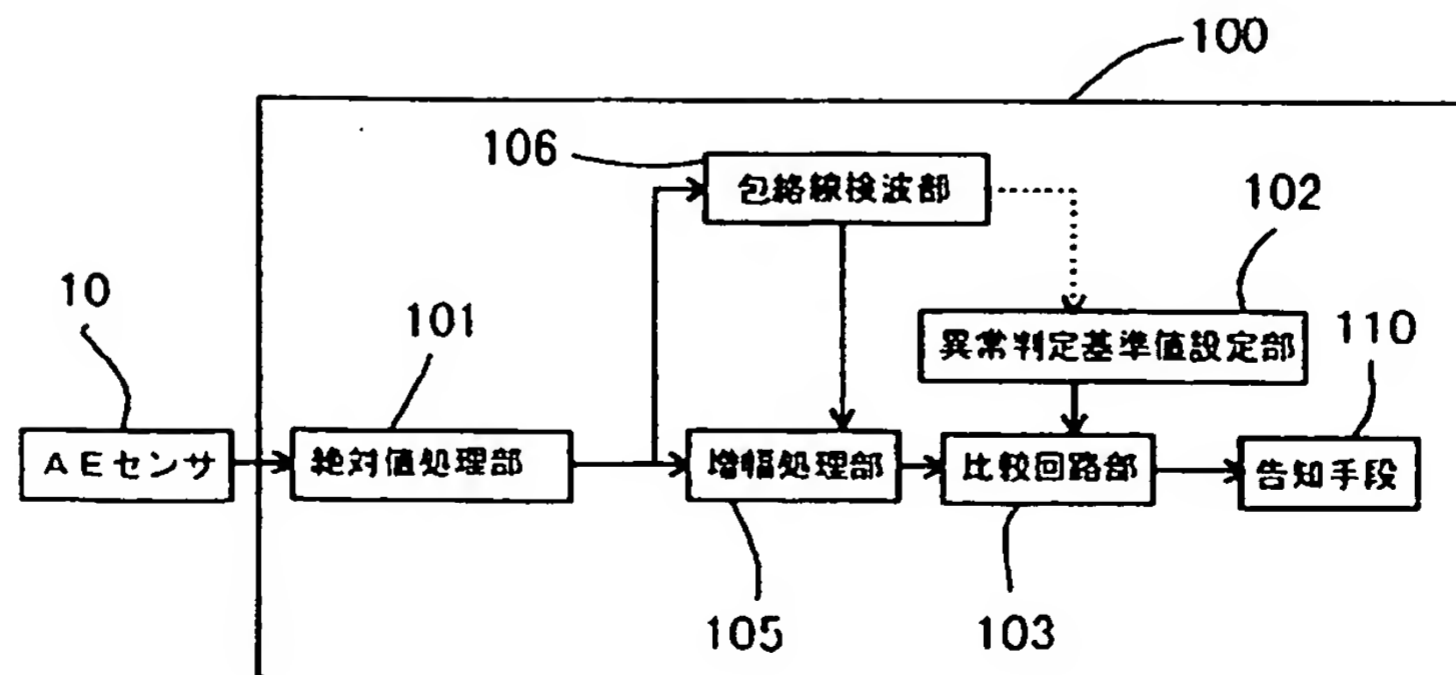 100
106
包絡線検波部
102
10
101
異常判定基準値設定部
110
AEセンサ
絶対値処理部
増幅処理部
比較回路部
告知手段
105
103